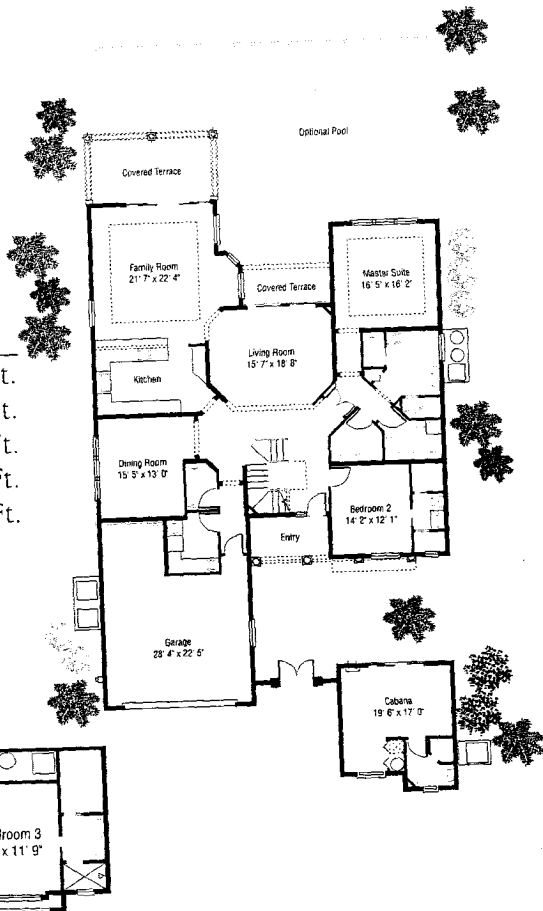 Optional Pool
Covered Terrace
Family Room
21' 7" x 22' 4"
Covered Terrace
Master Suite
16' 5" x 16' 2"
Living Room
15' 7" x 18' 8"
Kitchen
t.
t.
t.
t.
t.
Dining Room
15' 5" x 13' 0"
Bedroom 2
14' 2" x 12' 1"
Entry
Garage
28' 4" x 22' 5"
Cabana
19' 6" x 17' 0"
room 3
x 11' 9"